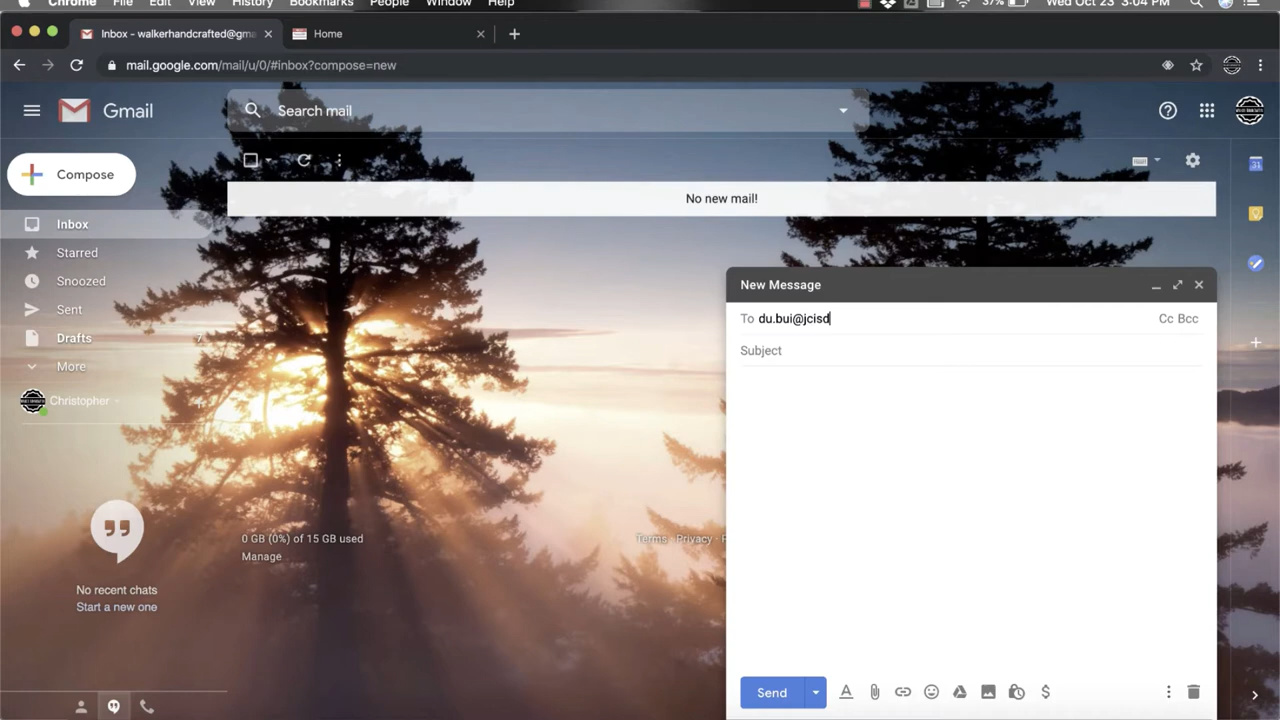 Chrome File Edit View History Bookmarks People Window Help 37% Wed Oct 23 3:04 PM
Inbox - walkerhandcrafted@gma
Home
mail.google.com/mail/u/0/#inbox?compose=new
Gmail
Search mail
Compose
No new mail!
Inbox
Starred
Snoozed
Sent
Drafts 7
More
Christopher
No recent chats
Start a new one
0 GB (0%) of 15 GB used
Manage
Terms · Privacy ·
New Message
To du.bui@jcisd
Cc Bcc
Subject
Send
31